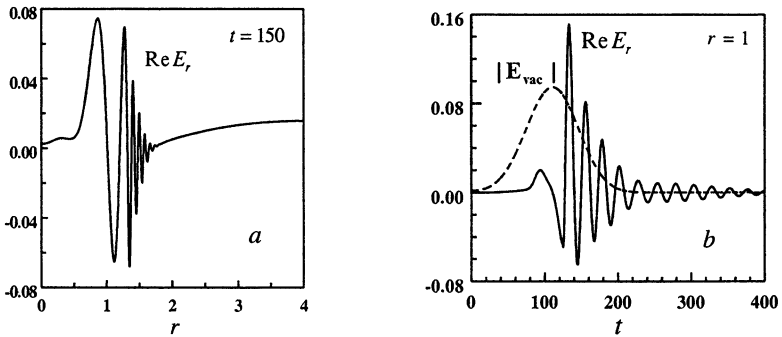 0.08
0.04
0.00
-0.04
-0.08
0
1
2
3
4
r
t = 150
Re E_r
a
0.16
0.08
0.00
-0.08
0
100
200
300
400
t
r = 1
Re E_r
|E_vac|
b